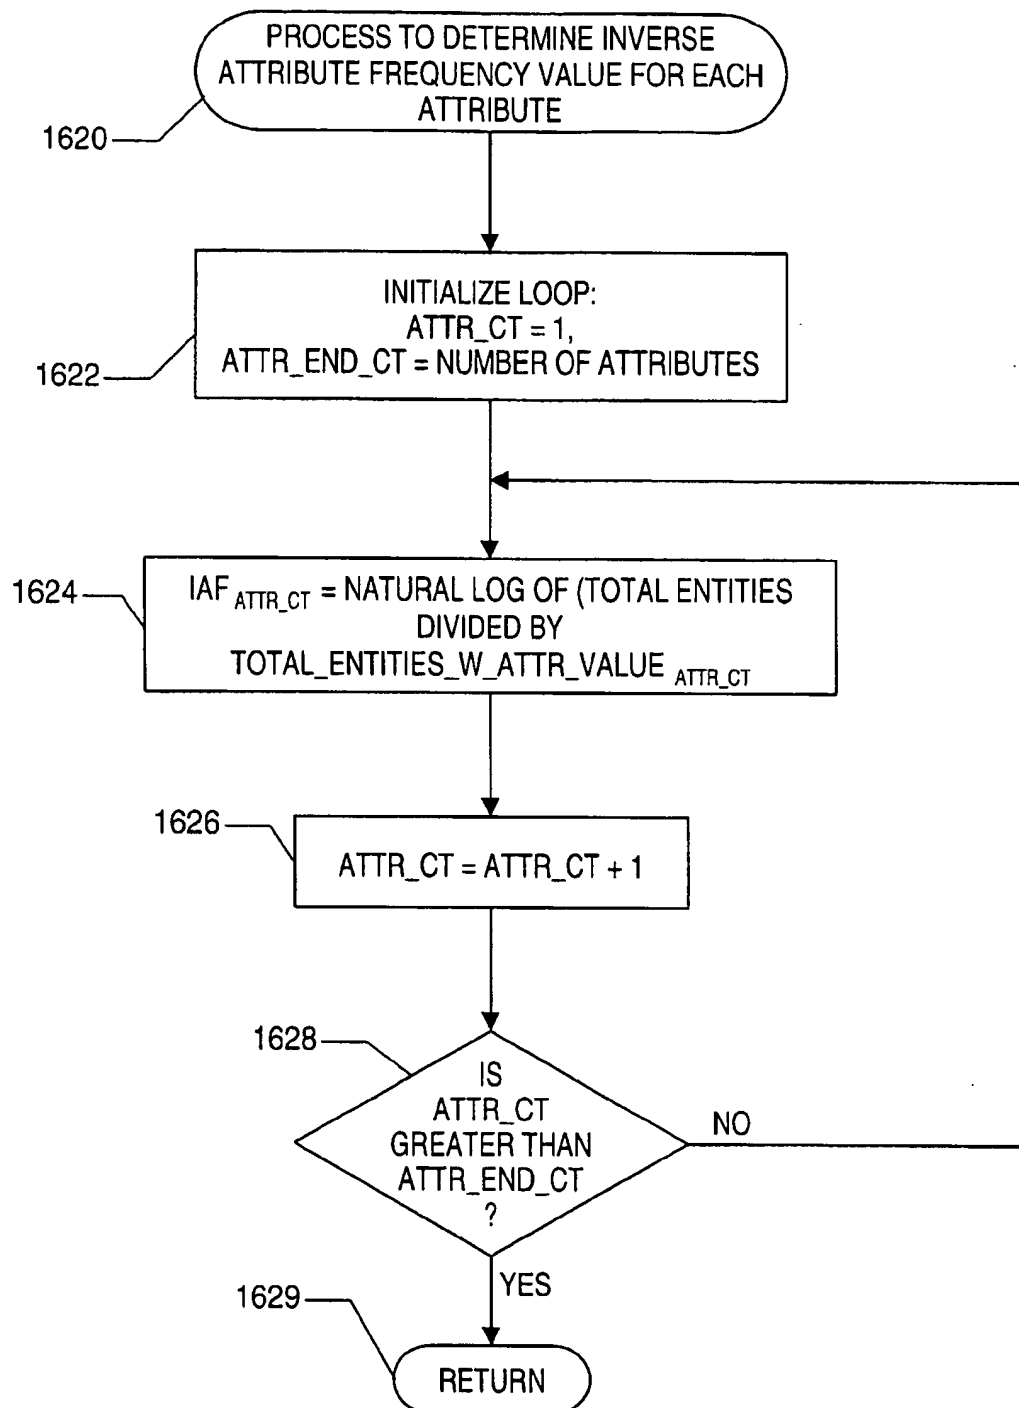 PROCESS TO DETERMINE INVERSE
ATTRIBUTE FREQUENCY VALUE FOR EACH
ATTRIBUTE
1620
INITIALIZE LOOP:
ATTR_CT = 1,
ATTR_END_CT = NUMBER OF ATTRIBUTES
1622
1624
IAF ATTR_CT = NATURAL LOG OF (TOTAL ENTITIES
DIVIDED BY
TOTAL_ENTITIES_W_ATTR_VALUE ATTR_CT
1626
ATTR_CT = ATTR_CT + 1
1628
IS
ATTR_CT
GREATER THAN
ATTR_END_CT
?
NO
YES
1629
RETURN